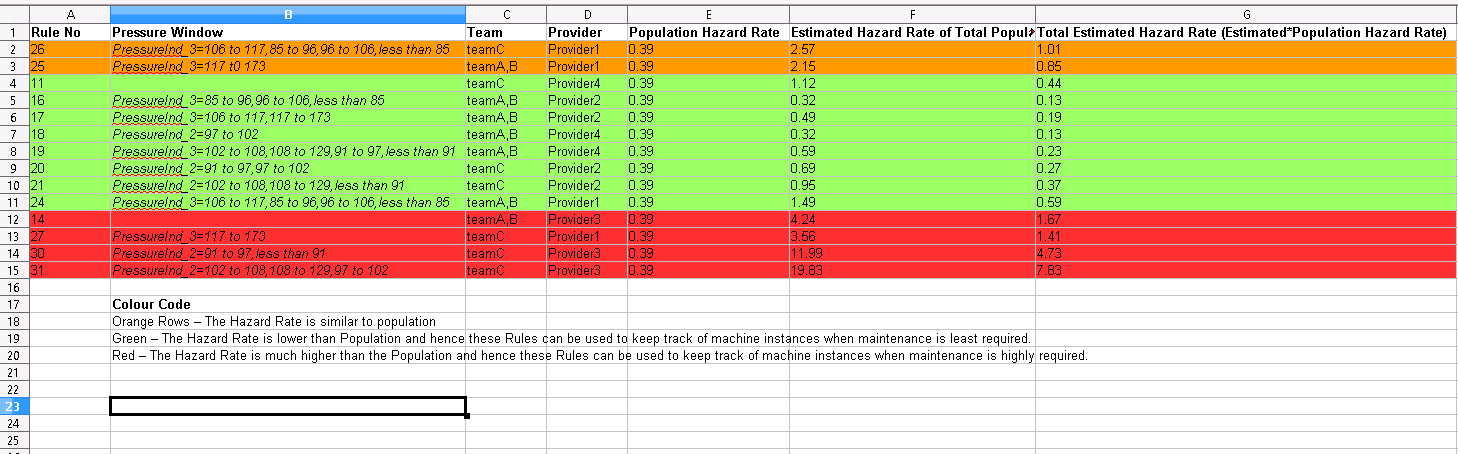 A B C D E F G
1 Rule No Pressure Window Team Provider Population Hazard Rate Estimated Hazard Rate of Total Popul Total Estimated Hazard Rate (Estimated*Population Hazard Rate)
2 26 PressureInd_3=106 to 117,85 to 96,96 to 106,less than 85 teamC Provider1 0.39 2.57 1.01
3 25 PressureInd_3=117 t0 173 teamA,B Provider1 0.39 2.15 0.85
4 11 teamC Provider4 0.39 1.12 0.44
5 16 PressureInd_3=85 to 96,96 to 106,less than 85 teamA,B Provider2 0.39 0.32 0.13
6 17 PressureInd_3=106 to 117,117 to 173 teamA,B Provider2 0.39 0.49 0.19
7 18 PressureInd_2=97 to 102 teamA,B Provider4 0.39 0.32 0.13
8 19 PressureInd_3=102 to 108,108 to 129,91 to 97,less than 91 teamA,B Provider4 0.39 0.59 0.23
9 20 PressureInd_2=91 to 97,97 to 102 teamC Provider2 0.39 0.69 0.27
10 21 PressureInd_2=102 to 108,108 to 129,less than 91 teamC Provider2 0.39 0.95 0.37
11 24 PressureInd_3=106 to 117,85 to 96,96 to 106,less than 85 teamA,B Provider1 0.39 1.49 0.59
12 14 teamA,B Provider3 0.39 4.24 1.67
13 27 PressureInd_3=117 to 173 teamC Provider1 0.39 3.56 1.41
14 30 PressureInd_2=91 to 97,less than 91 teamC Provider3 0.39 11.99 4.73
15 31 PressureInd_2=102 to 108,108 to 129,97 to 102 teamC Provider3 0.39 19.83 7.83
16
17 Colour Code
18 Orange Rows – The Hazard Rate is similar to population
19 Green – The Hazard Rate is lower than Population and hence these Rules can be used to keep track of machine instances when maintenance is least required.
20 Red – The Hazard Rate is much higher than the Population and hence these Rules can be used to keep track of machine instances when maintenance is highly required.
21
22
23
24
25